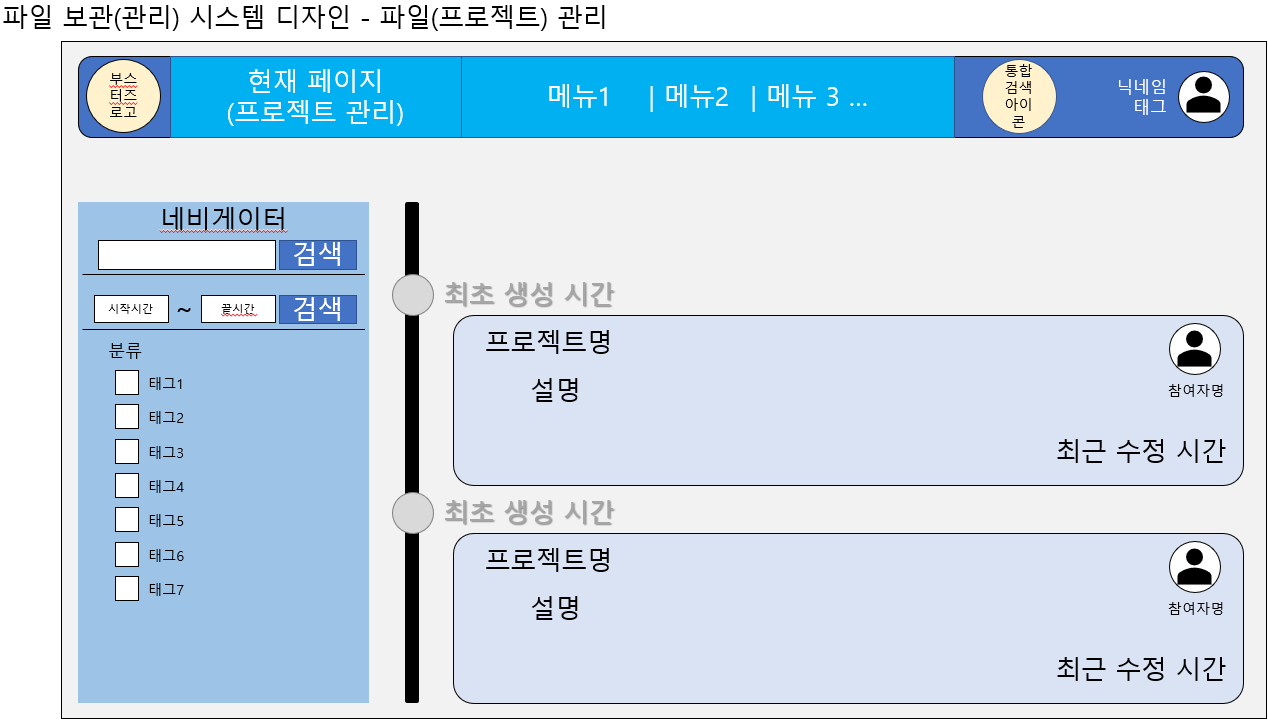 파일 보관(관리) 시스템 디자인 - 파일(프로젝트) 관리
부스
터즈
로고
현재 페이지
(프로젝트 관리)
메뉴1 | 메뉴2 | 메뉴 3 ...
통합
검색
아이
콘
닉네임
태그
네비게이터
검색
시작시간 ~ 끝시간 검색
분류
태그1
태그2
태그3
태그4
태그5
태그6
태그7
최초 생성 시간
프로젝트명
설명
참여자명
최근 수정 시간
최초 생성 시간
프로젝트명
설명
참여자명
최근 수정 시간